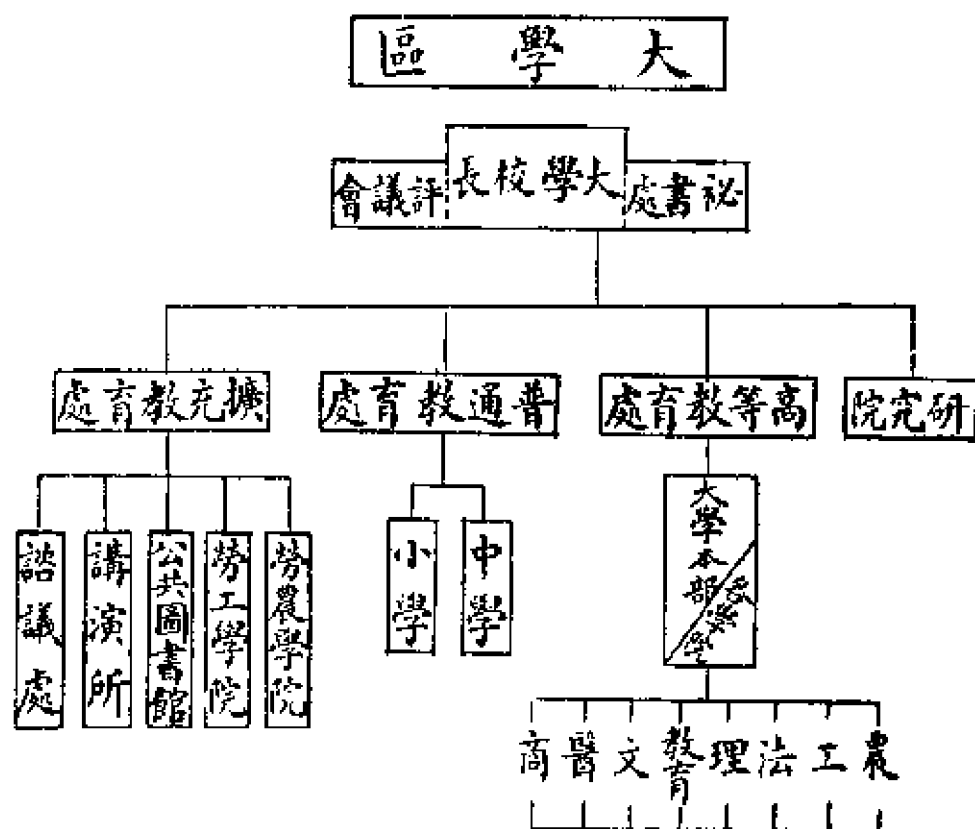 大學區
祕書處
大學校長
評議會
研究院
高等教育處
普通教育處
擴充教育處
大學本部
中學
小學
勞農學院
勞工學院
公共圖書館
講演所
諮議處
農
工
法
理
教育
文
醫
商